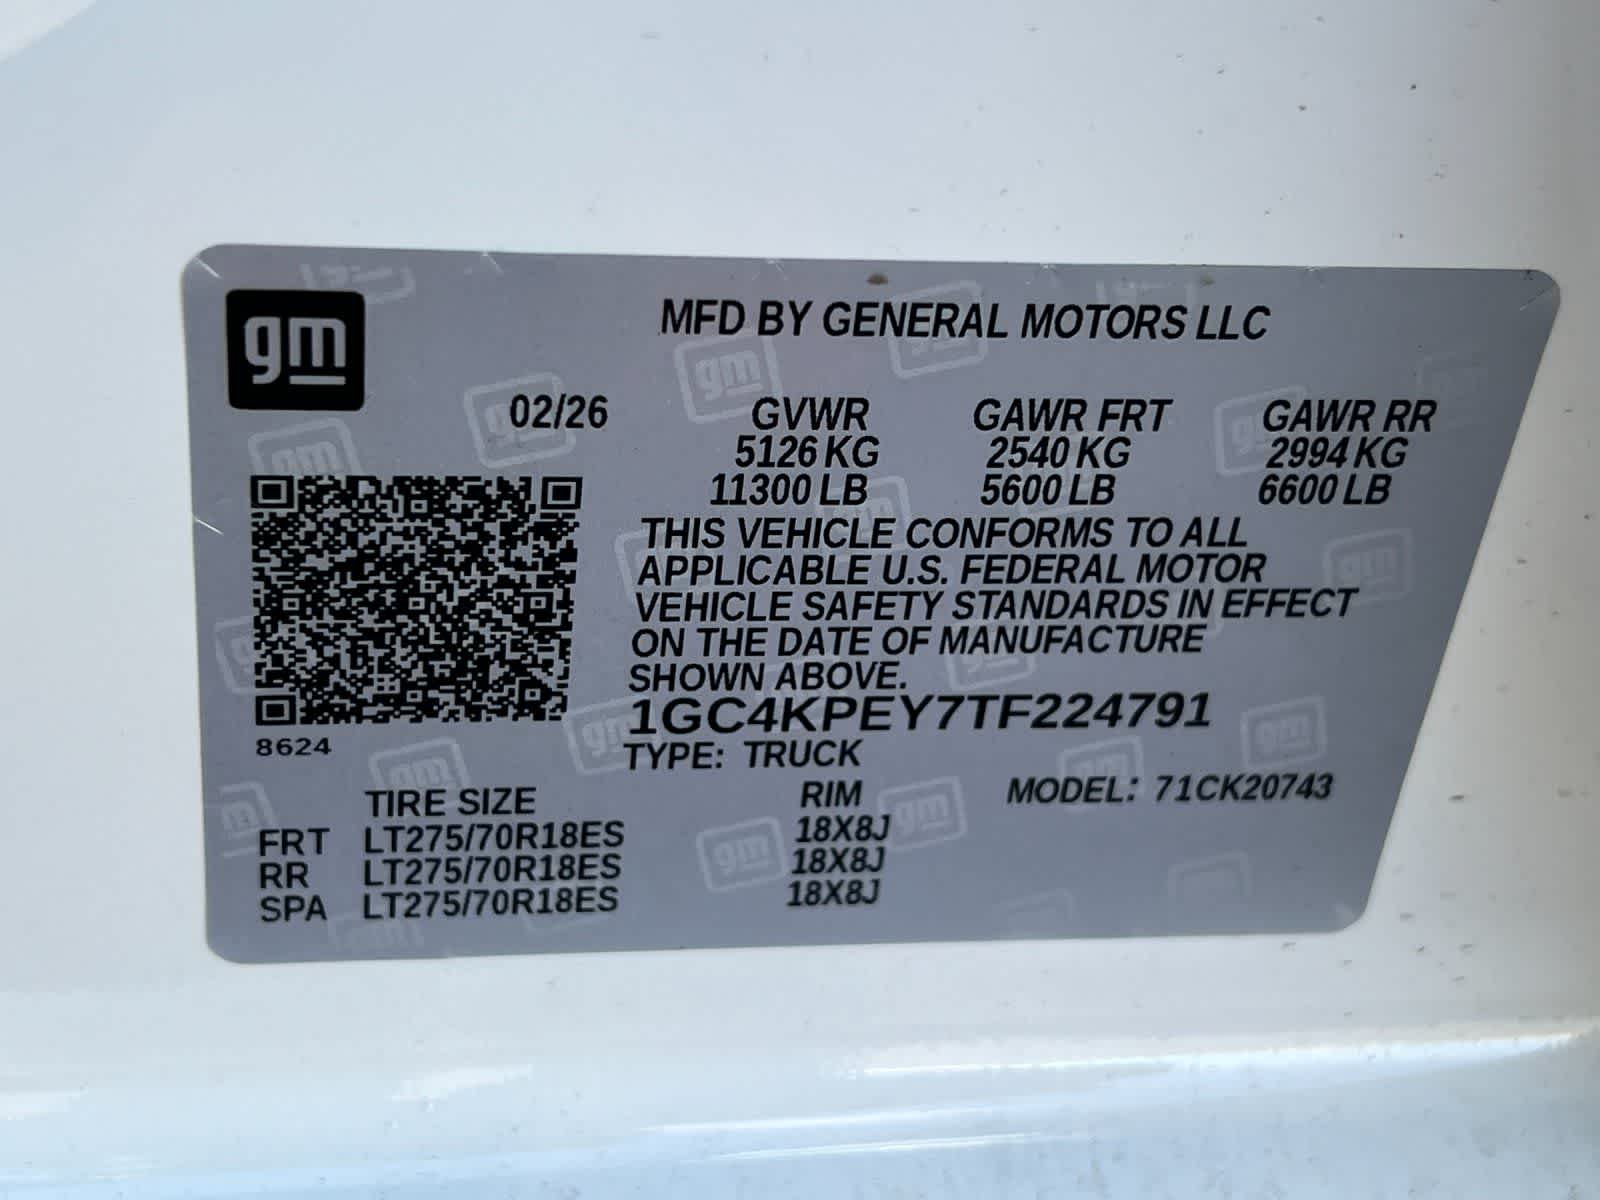 gm
MFD BY GENERAL MOTORS LLC
02/26 GVWR GAWR FRT GAWR RR
5126 KG 2540 KG 2994 KG
11300 LB 5600 LB 6600 LB
THIS VEHICLE CONFORMS TO ALL
APPLICABLE U.S. FEDERAL MOTOR
VEHICLE SAFETY STANDARDS IN EFFECT
ON THE DATE OF MANUFACTURE
SHOWN ABOVE.
1GC4KPEY7TF224791
8624
TYPE: TRUCK
TIRE SIZE RIM MODEL: 71CK20743
FRT LT275/70R18ES 18X8J
RR LT275/70R18ES 18X8J
SPA LT275/70R18ES 18X8J